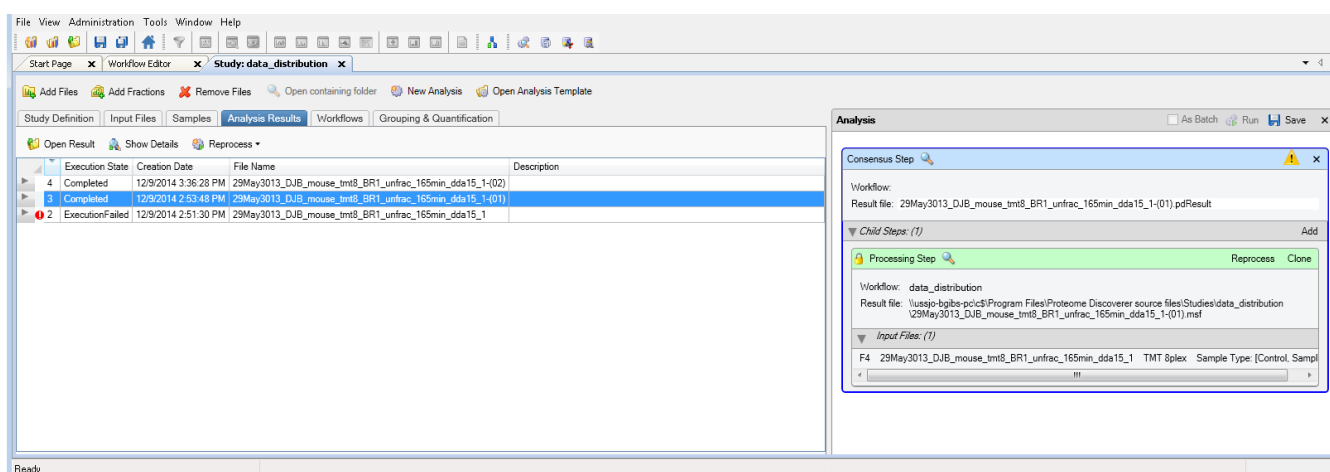 File View Administration Tools Window Help
Start Page x Workflow Editor x Study: data_distribution x
Add Files Add Fractions Remove Files Open containing folder New Analysis Open Analysis Template
Study Definition Input Files Samples Analysis Results Workflows Grouping & Quantification
Open Result Show Details Reprocess
Execution State Creation Date File Name Description
4 Completed 12/9/2014 3:36:28 PM 29May3013_DJB_mouse_tmt8_BR1_unfrac_165min_dda15_1-(02)
3 Completed 12/9/2014 2:53:48 PM 29May3013_DJB_mouse_tmt8_BR1_unfrac_165min_dda15_1-(01)
2 ExecutionFailed 12/9/2014 2:51:30 PM 29May3013_DJB_mouse_tmt8_BR1_unfrac_165min_dda15_1
Analysis As Batch Run Save x
Consensus Step x
Workflow:
Result file: 29May3013_DJB_mouse_tmt8_BR1_unfrac_165min_dda15_1-(01).pdResult
Child Steps: (1) Add
Processing Step Reprocess Clone
Workflow: data_distribution
Result file: \\ussjo-bgibs-pc\c$\Program Files\Proteome Discoverer source files\Studies\data_distribution
\29May3013_DJB_mouse_tmt8_BR1_unfrac_165min_dda15_1-(01).msf
Input Files: (1)
F4 29May3013_DJB_mouse_tmt8_BR1_unfrac_165min_dda15_1 TMT 8plex Sample Type: [Control, Sampl
Ready